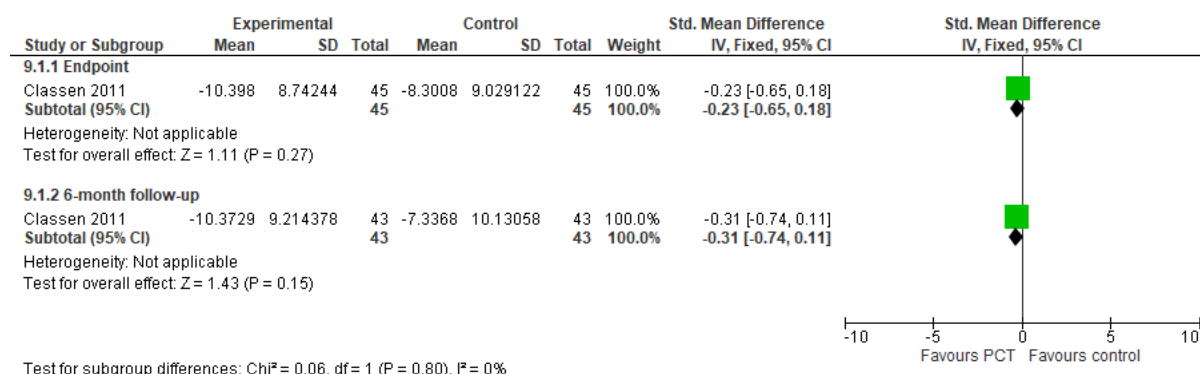 Experimental Control Std. Mean Difference Std. Mean Difference
Study or Subgroup Mean SD Total Mean SD Total Weight IV, Fixed, 95% CI IV, Fixed, 95% CI
9.1.1 Endpoint
Classen 2011 -10.398 8.74244 45 -8.3008 9.029122 45 100.0% -0.23 [-0.65, 0.18]
Subtotal (95% CI) 45 45 100.0% -0.23 [-0.65, 0.18]
Heterogeneity: Not applicable
Test for overall effect: Z = 1.11 (P = 0.27)
9.1.2 6-month follow-up
Classen 2011 -10.3729 9.214378 43 -7.3368 10.13058 43 100.0% -0.31 [-0.74, 0.11]
Subtotal (95% CI) 43 43 100.0% -0.31 [-0.74, 0.11]
Heterogeneity: Not applicable
Test for overall effect: Z = 1.43 (P = 0.15)
-10 -5 0 5 10
Favours PCT Favours control
Test for subgroup differences: Chi² = 0.06, df = 1 (P = 0.80), I² = 0%